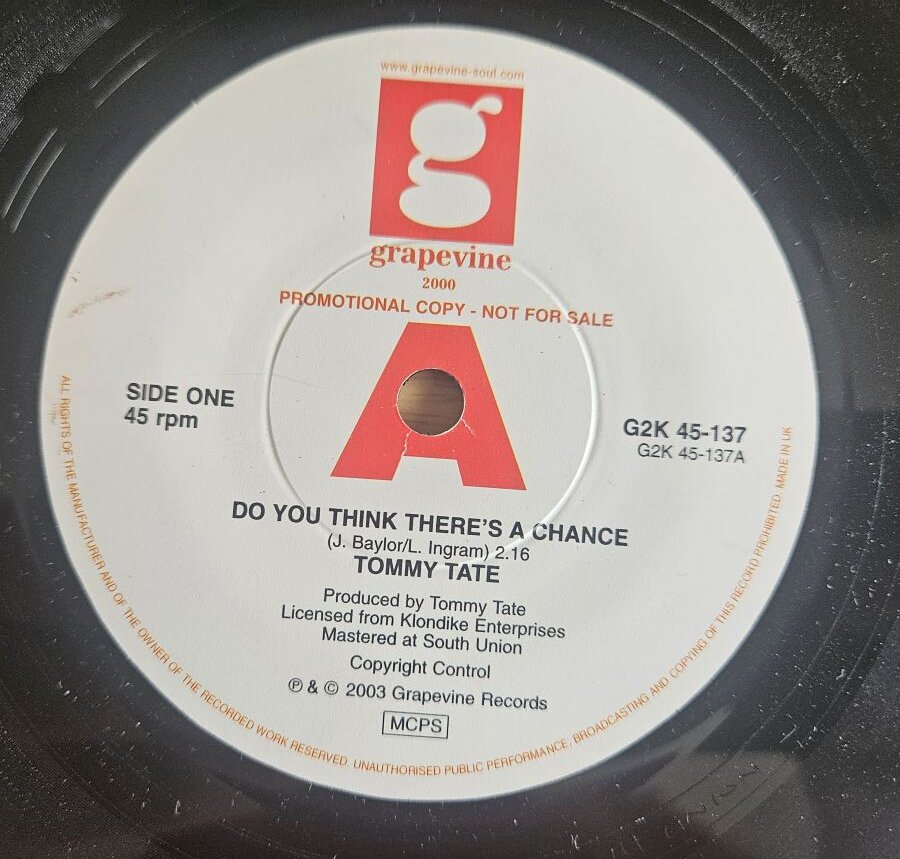 www.grapevine-soul.com
g
grapevine
2000
PROMOTIONAL COPY - NOT FOR SALE
A
SIDE ONE
45 rpm
G2K 45-137
G2K 45-137A
DO YOU THINK THERE'S A CHANCE
(J. Baylor/L. Ingram) 2.16
TOMMY TATE
Produced by Tommy Tate
Licensed from Klondike Enterprises
Mastered at South Union
Copyright Control
℗ & © 2003 Grapevine Records
MCPS
ALL RIGHTS OF THE MANUFACTURER AND OF THE OWNER OF THE RECORDED WORK RESERVED. UNAUTHORISED PUBLIC PERFORMANCE, BROADCASTING AND COPYING OF THIS RECORD PROHIBITED. MADE IN UK